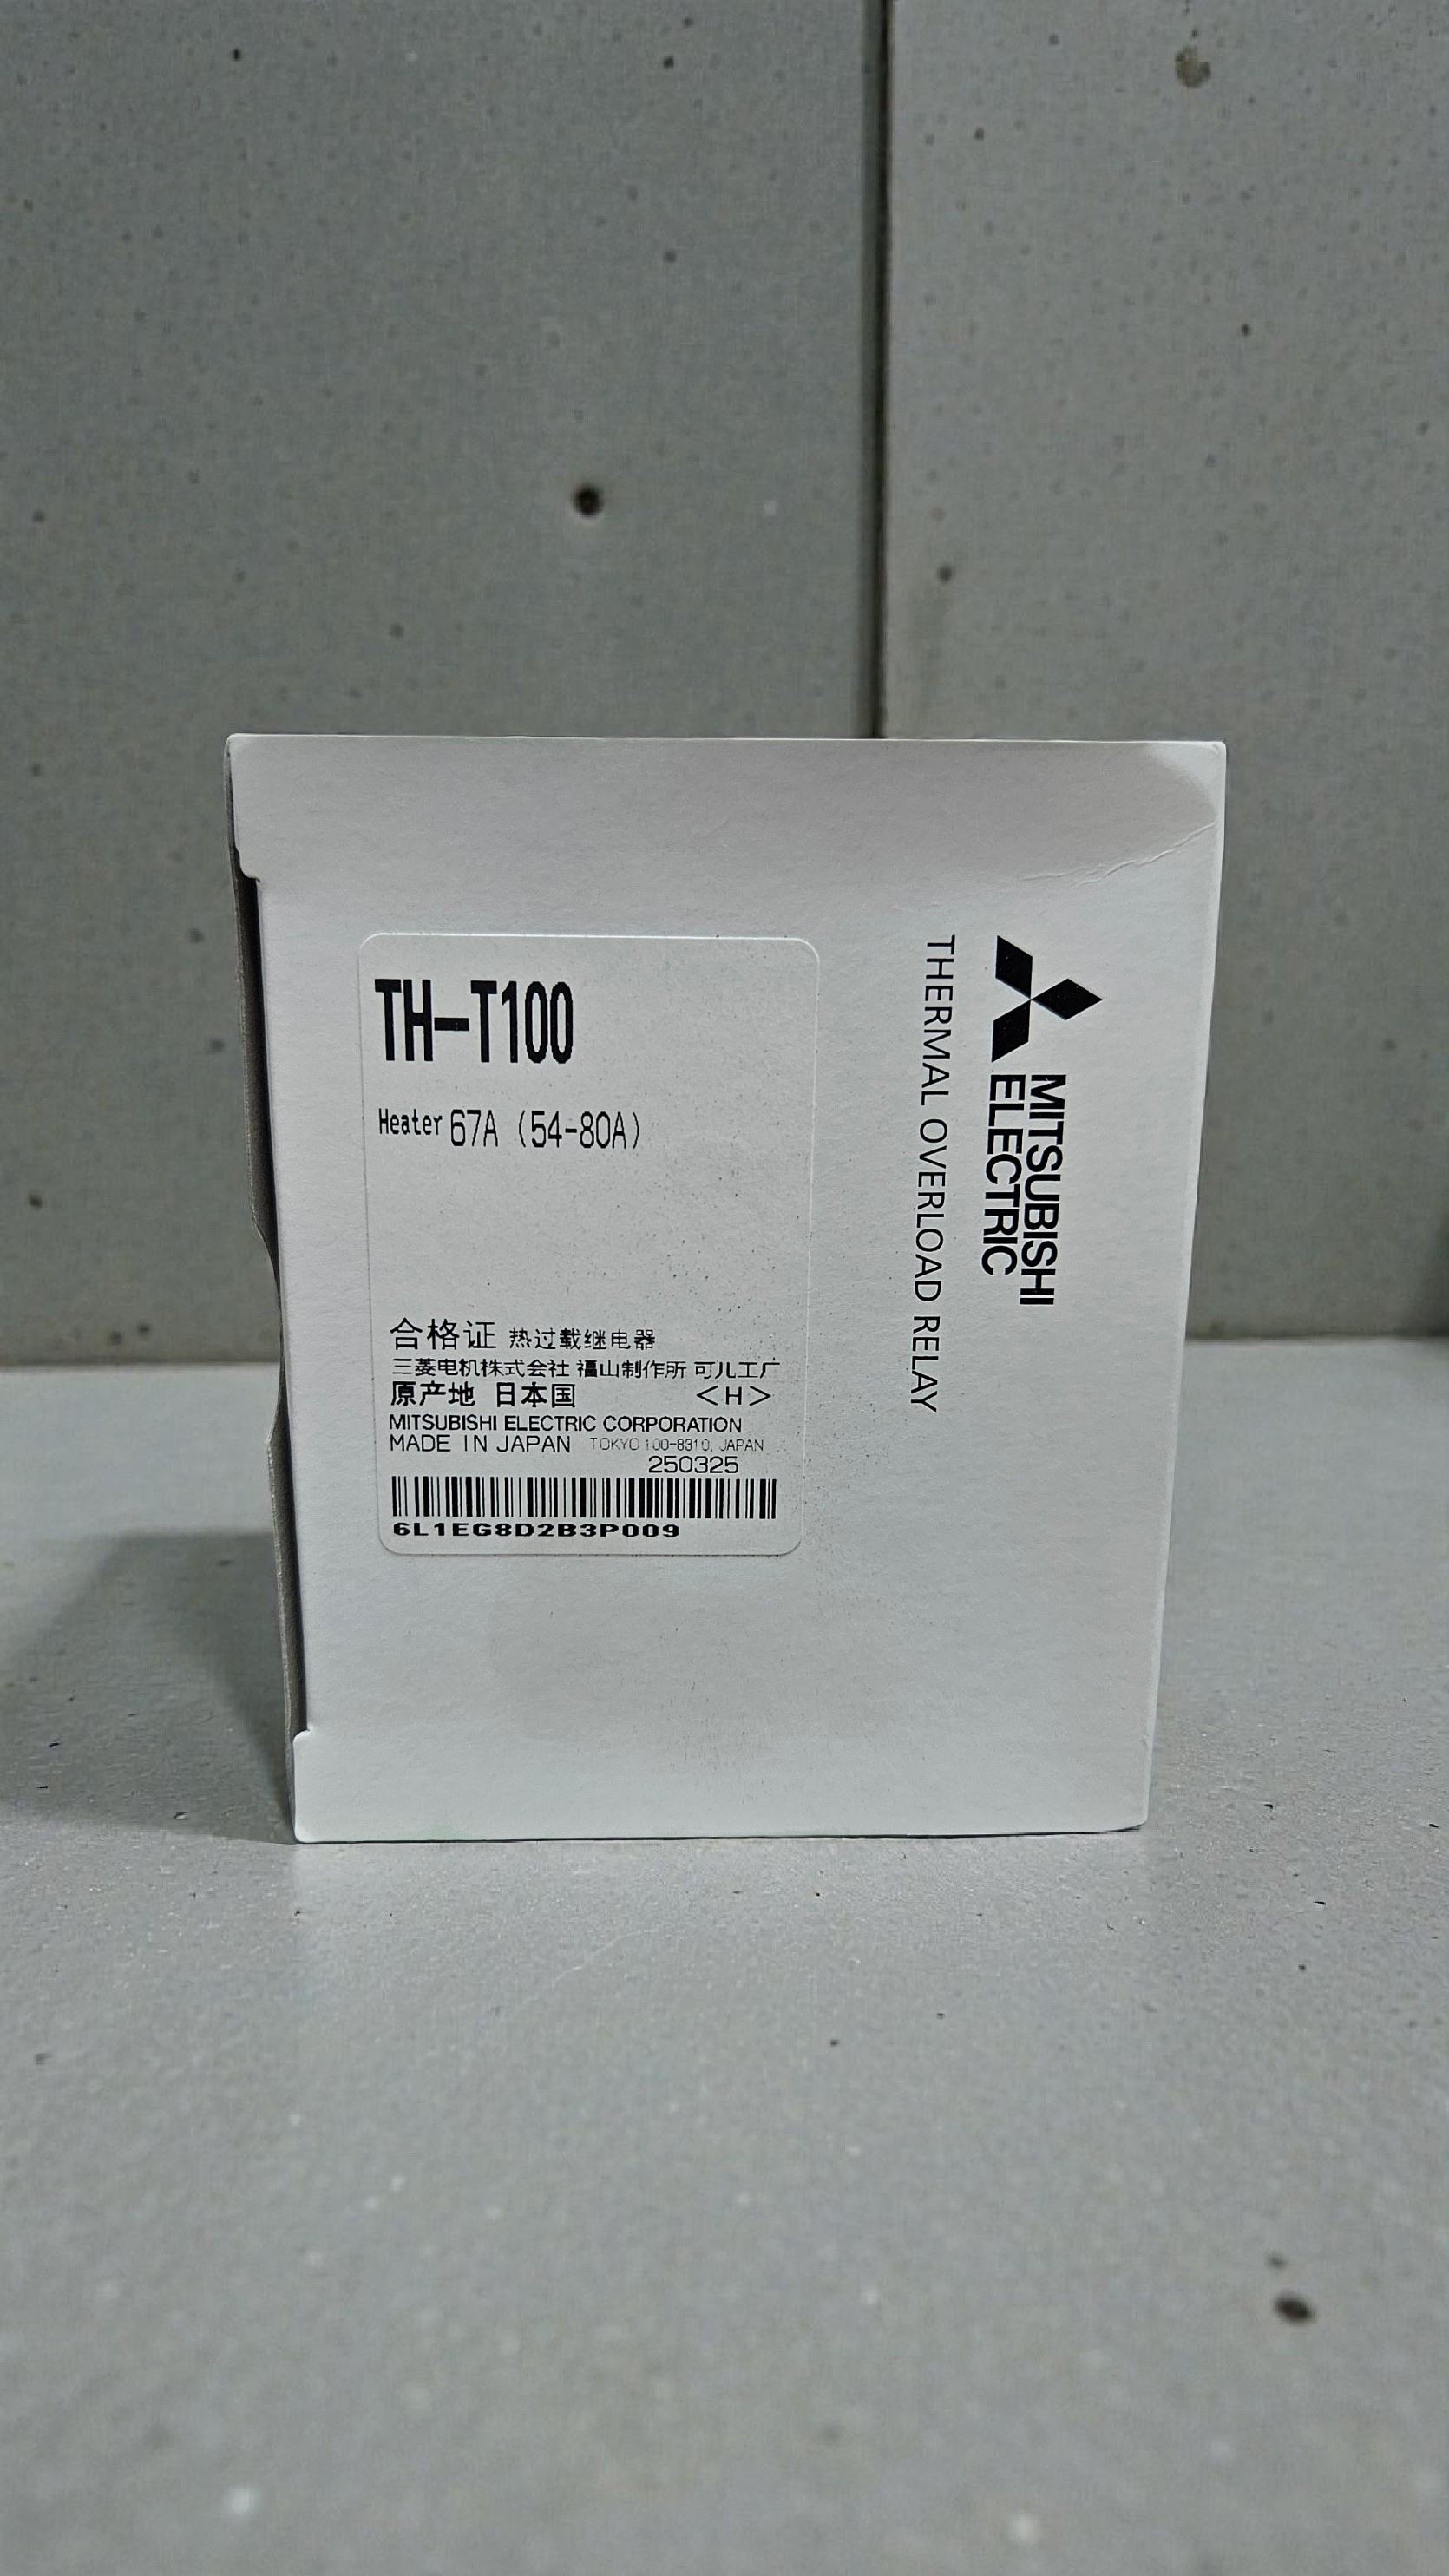 TH-T100
Heater 67A (54-80A)
合格证 热过载继电器
三菱电机株式会社 福山制作所 可儿工厂
原产地 日本国 <H>
MITSUBISHI ELECTRIC CORPORATION
MADE IN JAPAN TOKYO 100-8310, JAPAN
250325
6L1EG8D2B3P009
MITSUBISHI
ELECTRIC
THERMAL OVERLOAD RELAY